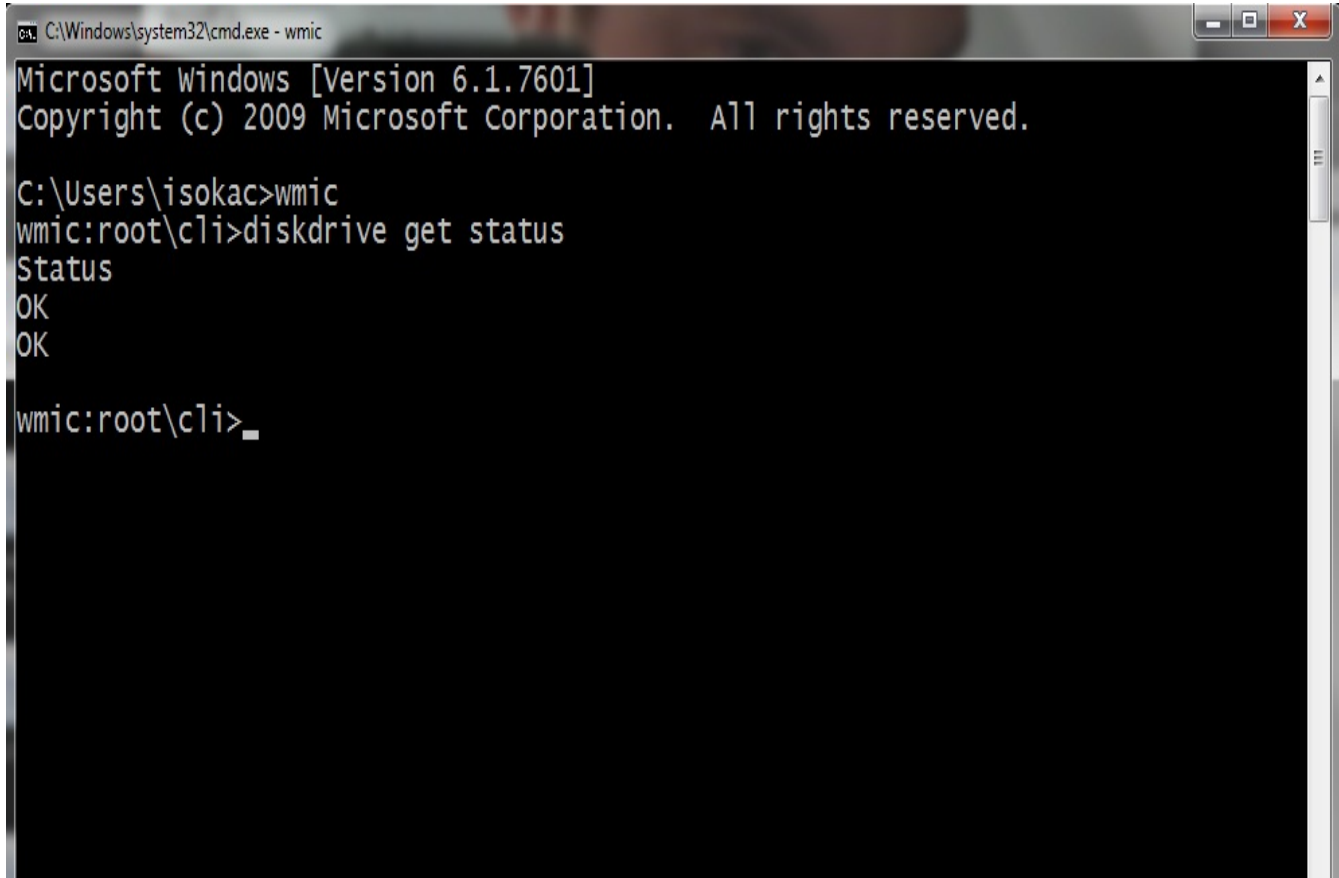 C:\Windows\system32\cmd.exe - wmic
Microsoft Windows [Version 6.1.7601]
Copyright (c) 2009 Microsoft Corporation.  All rights reserved.
C:\Users\isokac>wmic
wmic:root\cli>diskdrive get status
Status
OK
OK
wmic:root\cli>